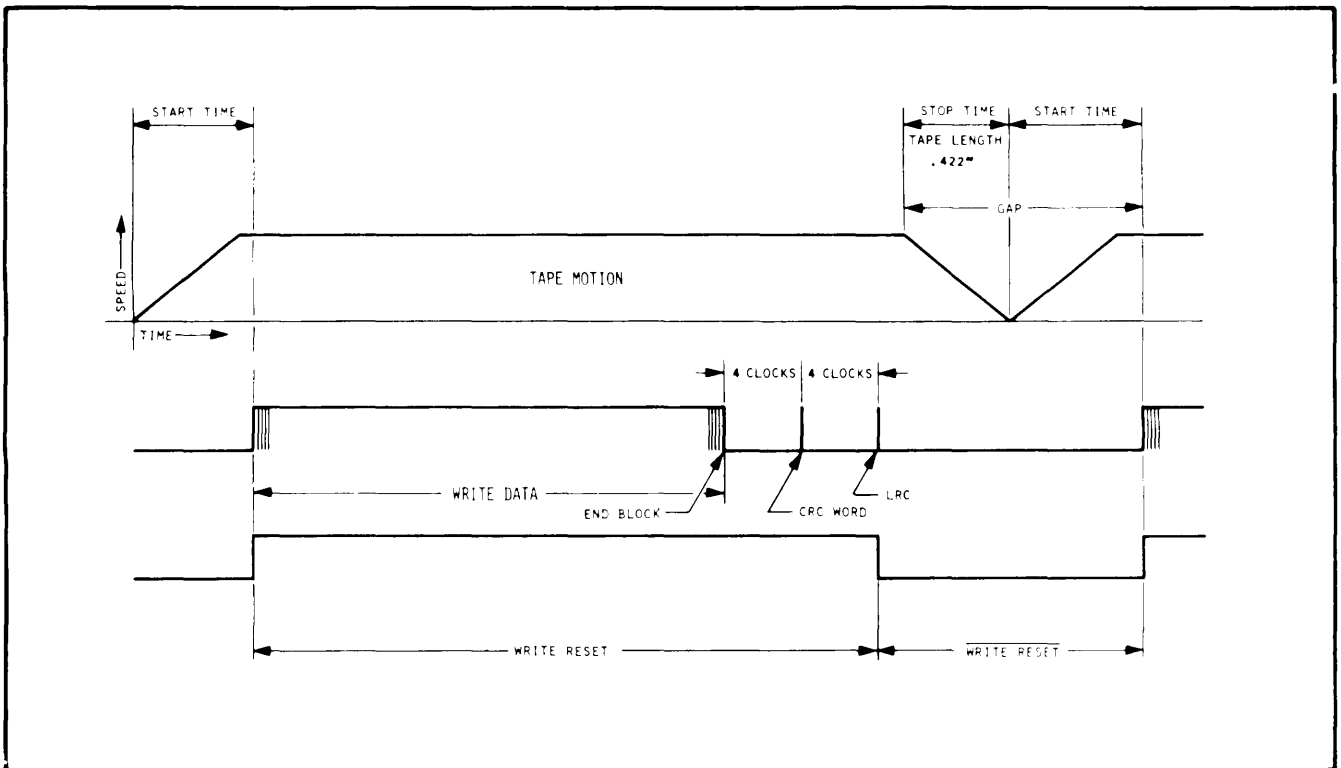 START TIME
STOP TIME
START TIME
TAPE LENGTH
.422"
GAP
SPEED
TAPE MOTION
TIME
4 CLOCKS
4 CLOCKS
WRITE DATA
LRC
END BLOCK
CRC WORD
WRITE RESET
WRITE RESET